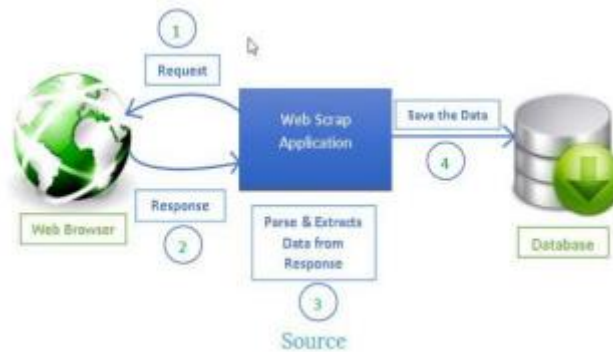 1
Request
Web Scrap
Application
Save the Data
4
Web Browser
Response
2
Parse & Extracts
Data from
Response
3
Database
Source